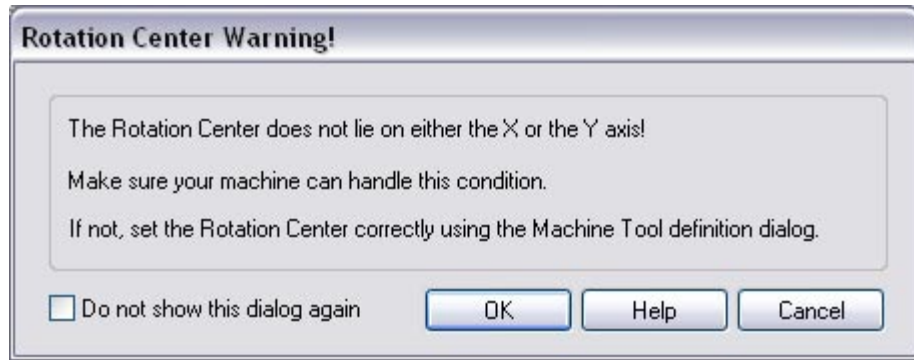 Rotation Center Warning!
The Rotation Center does not lie on either the X or the Y axis!
Make sure your machine can handle this condition.
If not, set the Rotation Center correctly using the Machine Tool definition dialog.
Do not show this dialog again OK Help Cancel